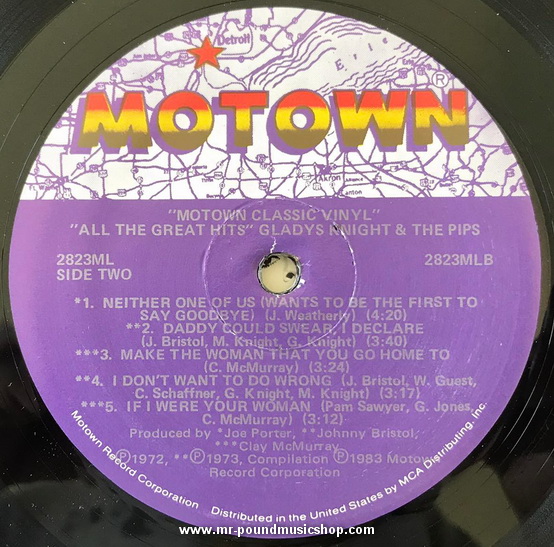 Detroit
Erie
®
MOTOWN
Akron
Canton
"MOTOWN CLASSIC VINYL"
"ALL THE GREAT HITS" GLADYS KNIGHT & THE PIPS
2823ML 2823MLB
SIDE TWO
*1. NEITHER ONE OF US (WANTS TO BE THE FIRST TO
SAY GOODBYE) (J. Weatherly) (4:20)
**2. DADDY COULD SWEAR, I DECLARE
(J. Bristol, M. Knight, G. Knight) (3:40)
***3. MAKE THE WOMAN THAT YOU GO HOME TO
(C. McMurray) (3:24)
**4. I DON'T WANT TO DO WRONG (J. Bristol, W. Guest,
C. Schaffner, G. Knight, M. Knight) (3:17)
***5. IF I WERE YOUR WOMAN (Pam Sawyer, G. Jones,
C. McMurray) (3:12)
Produced by *Joe Porter, **Johnny Bristol,
***Clay McMurray
*℗1972, **℗1973, Compilation ℗1983 Motown
Record Corporation
Motown Record Corporation Distributed in the United States by MCA Distributing, Inc.
www.mr-poundmusicshop.com